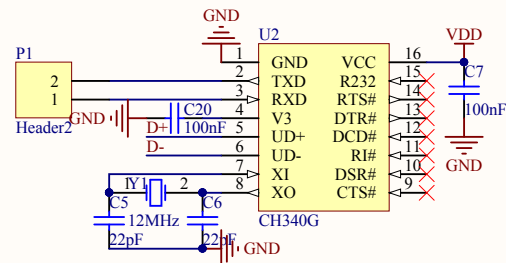 GND
U2
VDD
P1
2
1
Header2
1
GND
VCC
16
2
TXD
R232
15
3
RXD
RTS#
14
GND
C20
100nF
4
V3
DTR#
13
C7
100nF
D+
5
UD+
DCD#
12
D-
6
UD-
RI#
11
GND
7
XI
DSR#
10
1
Y1
2
8
XO
CTS#
9
C5
12MHz
C6
CH340G
22pF
22pF
GND